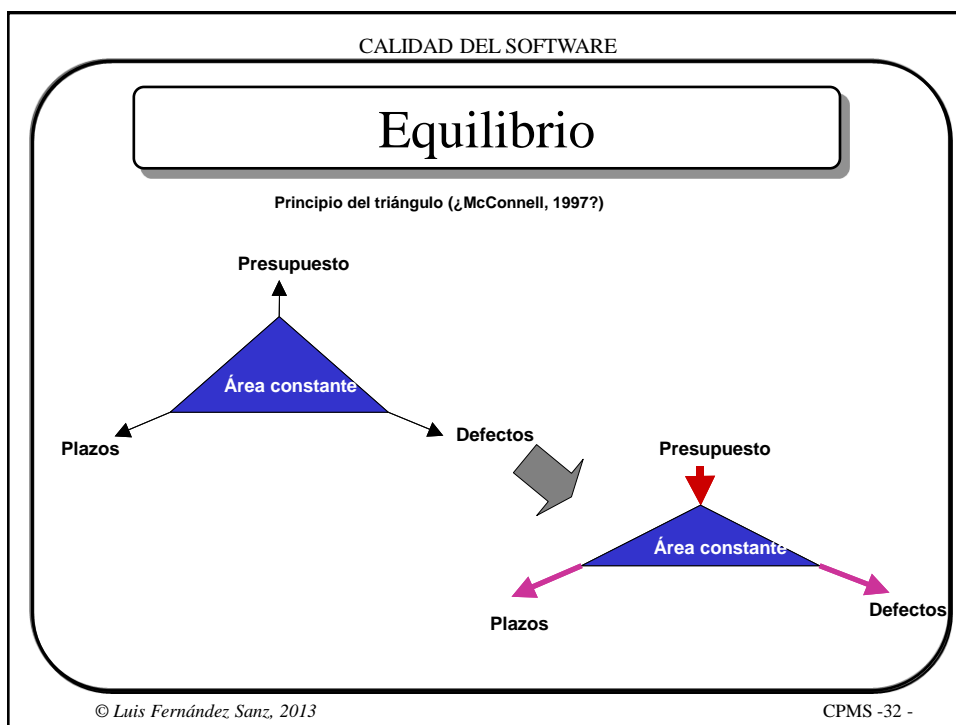 CALIDAD DEL SOFTWARE
Equilibrio
Principio del triángulo (¿McConnell, 1997?)
Presupuesto
Área constante
Plazos
Defectos
Presupuesto
Área constante
Plazos
Defectos
© Luis Fernández Sanz, 2013
CPMS -32 -